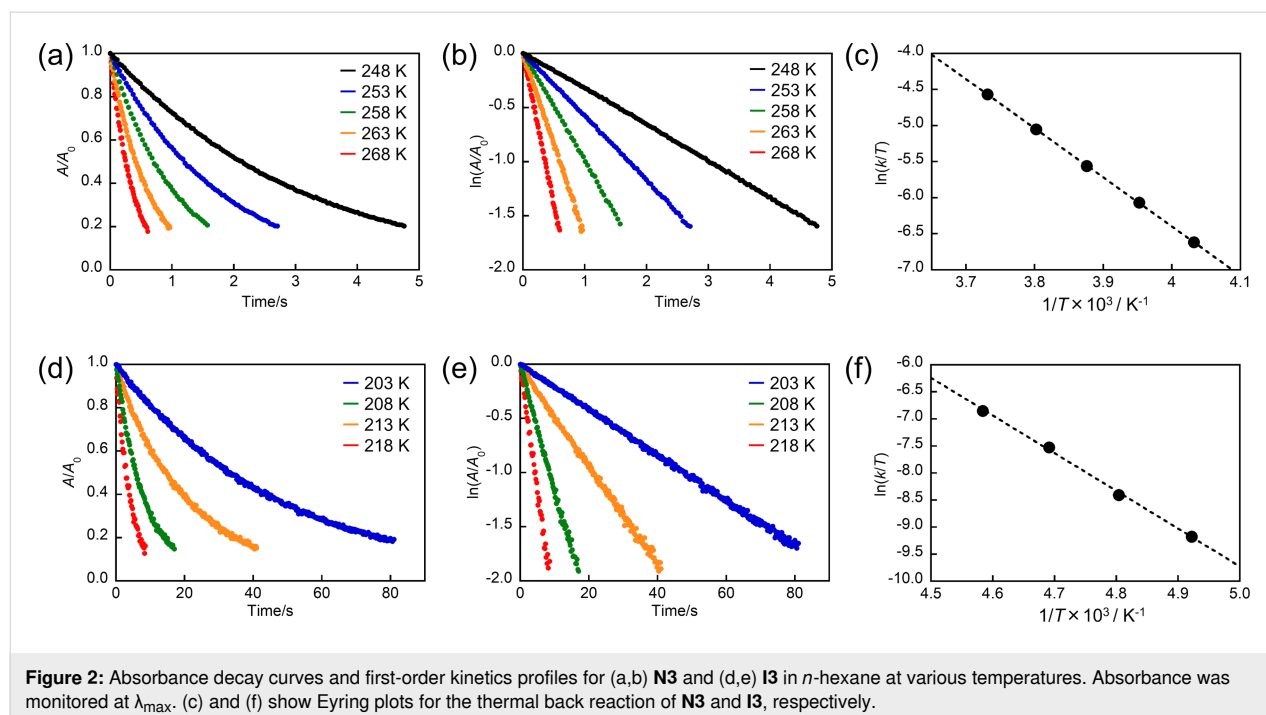 (a)
1.0
0.8
0.6
0.4
0.2
0.0
A/A₀
0 1 2 3 4 5
Time/s
248 K
253 K
258 K
263 K
268 K
(b)
0.0
-0.5
-1.0
-1.5
-2.0
ln(A/A₀)
0 1 2 3 4 5
Time/s
248 K
253 K
258 K
263 K
268 K
(c)
-4.0
-4.5
-5.0
-5.5
-6.0
-6.5
-7.0
ln(k/T)
3.7 3.8 3.9 4 4.1
1/T × 10³ / K⁻¹
(d)
1.0
0.8
0.6
0.4
0.2
0.0
A/A₀
0 20 40 60 80
Time/s
203 K
208 K
213 K
218 K
(e)
0.0
-0.5
-1.0
-1.5
-2.0
ln(A/A₀)
0 20 40 60 80
Time/s
203 K
208 K
213 K
218 K
(f)
-6.0
-6.5
-7.0
-7.5
-8.0
-8.5
-9.0
-9.5
-10.0
ln(k/T)
4.5 4.6 4.7 4.8 4.9 5.0
1/T × 10³ / K⁻¹
Figure 2: Absorbance decay curves and first-order kinetics profiles for (a,b) N3 and (d,e) I3 in n-hexane at various temperatures. Absorbance was
monitored at λmax. (c) and (f) show Eyring plots for the thermal back reaction of N3 and I3, respectively.